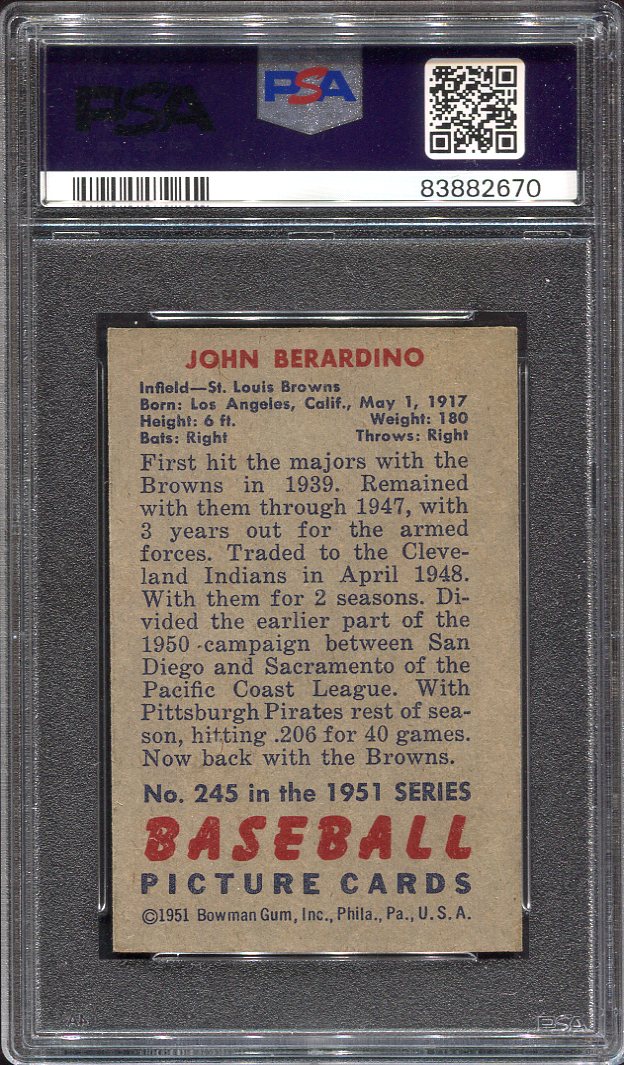 PSA
PSA
83882670
JOHN BERARDINO
Infield—St. Louis Browns
Born: Los Angeles, Calif., May 1, 1917
Height: 6 ft. Weight: 180
Bats: Right Throws: Right
First hit the majors with the
Browns in 1939. Remained
with them through 1947, with
3 years out for the armed
forces. Traded to the Cleve-
land Indians in April 1948.
With them for 2 seasons. Di-
vided the earlier part of the
1950 campaign between San
Diego and Sacramento of the
Pacific Coast League. With
Pittsburgh Pirates rest of sea-
son, hitting .206 for 40 games.
Now back with the Browns.
No. 245 in the 1951 SERIES
BASEBALL
PICTURE CARDS
©1951 Bowman Gum, Inc., Phila., Pa., U.S.A.
PSA